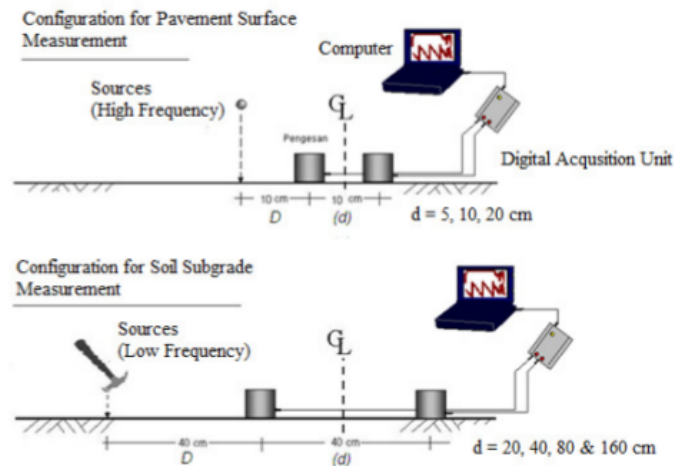 Configuration for Pavement Surface
Measurement
Computer
Sources
(High Frequency)
CL
Pengesan
Digital Acqusition Unit
10 cm
10 cm
D
(d)
d = 5, 10, 20 cm
Configuration for Soil Subgrade
Measurement
Sources
(Low Frequency)
CL
40 cm
40 cm
D
(d)
d = 20, 40, 80 & 160 cm